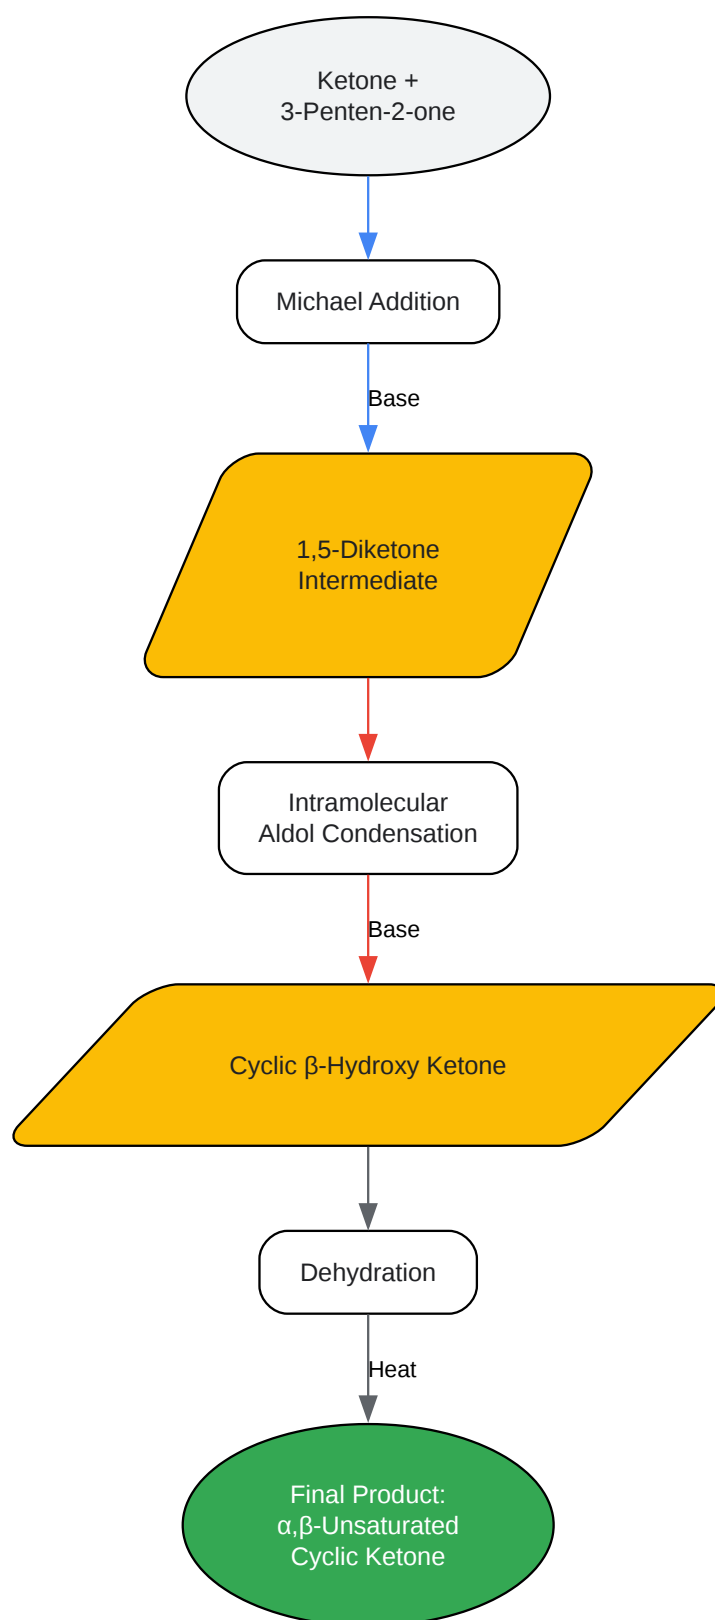 Ketone +
3-Penten-2-one
Michael Addition
Base
1,5-Diketone
Intermediate
Intramolecular
Aldol Condensation
Base
Cyclic β-Hydroxy Ketone
Dehydration
Heat
Final Product:
α,β-Unsaturated
Cyclic Ketone